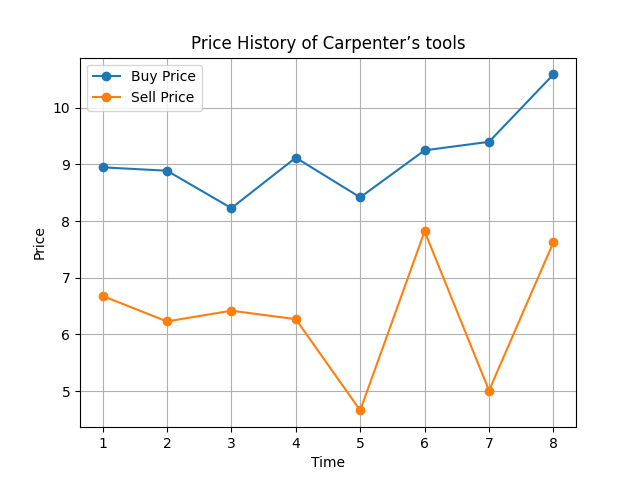 Price History of Carpenter’s tools
Buy Price
Sell Price
10
9
8
7
6
5
Price
1 2 3 4 5 6 7 8
Time